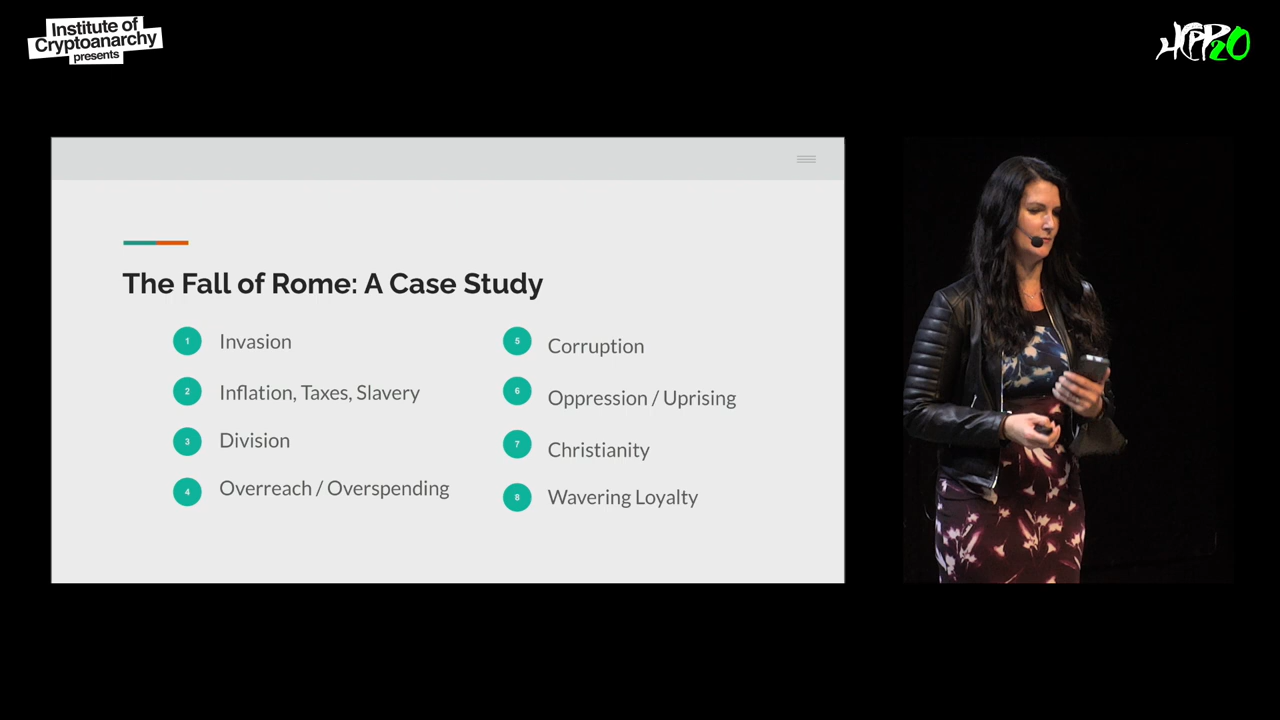 Institute of
Cryptoanarchy
presents
HCPP20
The Fall of Rome: A Case Study
1 Invasion
2 Inflation, Taxes, Slavery
3 Division
4 Overreach / Overspending
5 Corruption
6 Oppression / Uprising
7 Christianity
8 Wavering Loyalty